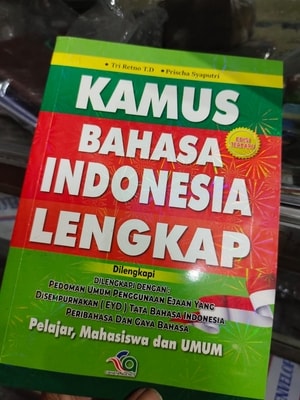 • Tri Retno T.D • Prischa Syaputri
KAMUS
BAHASA
INDONESIA
LENGKAP
EDISI
TERBARU
Dilengkapi
DILENGKAPI DENGAN:
PEDOMAN UMUM PENGGUNAAN EJAAN YANG
DISEMPURNAKAN (EYD) TATA BAHASA INDONESIA
PERIBAHASA DAN GAYA BAHASA
Pelajar, Mahasiswa dan UMUM